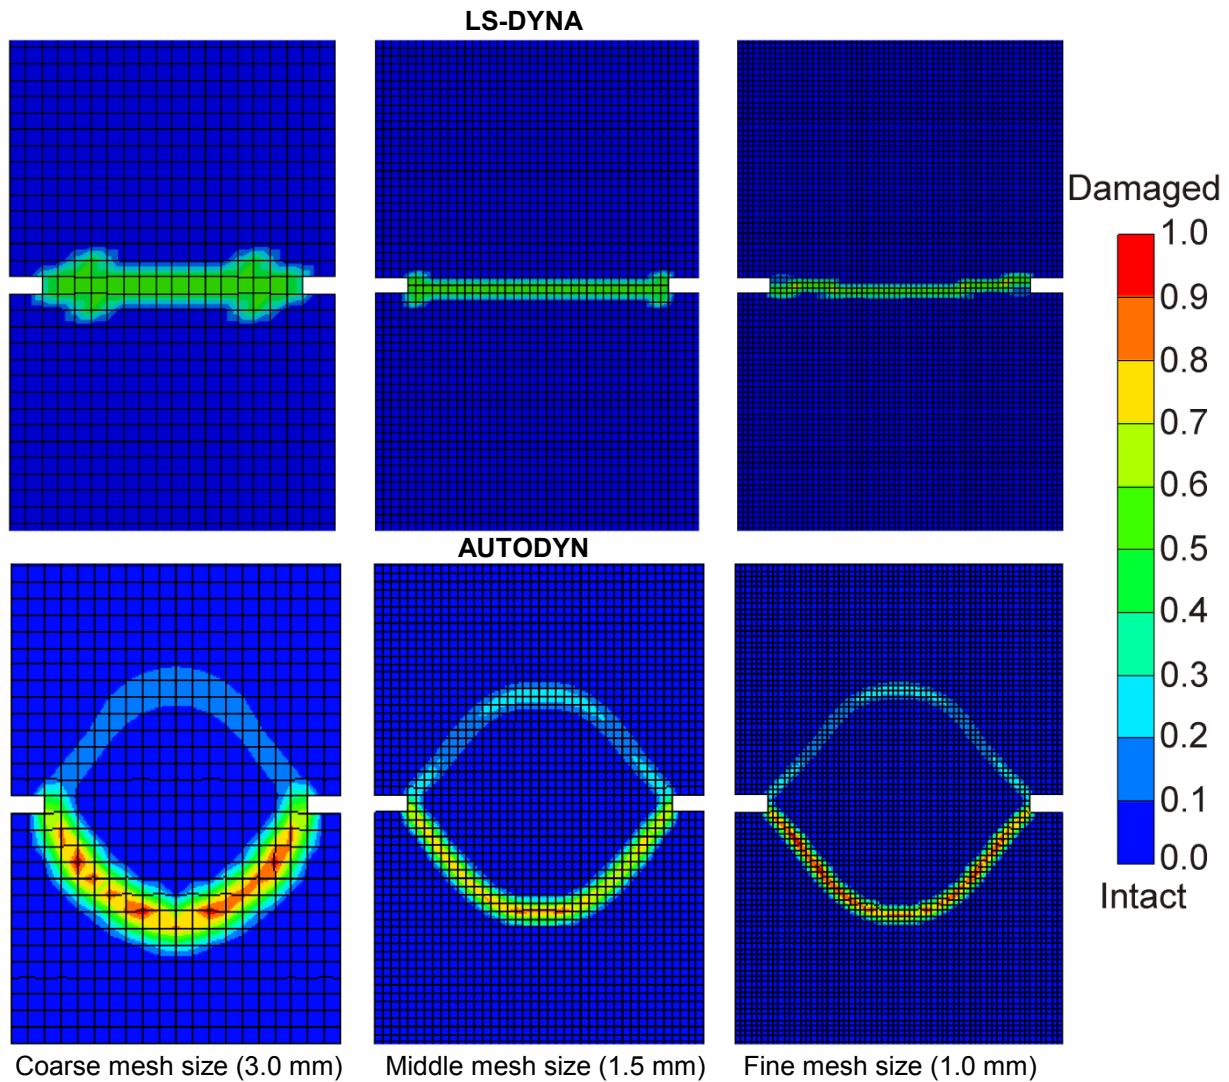 LS-DYNA
Damaged
1.0
0.9
0.8
0.7
0.6
0.5
0.4
0.3
0.2
0.1
0.0
Intact
AUTODYN
Coarse mesh size (3.0 mm)
Middle mesh size (1.5 mm)
Fine mesh size (1.0 mm)